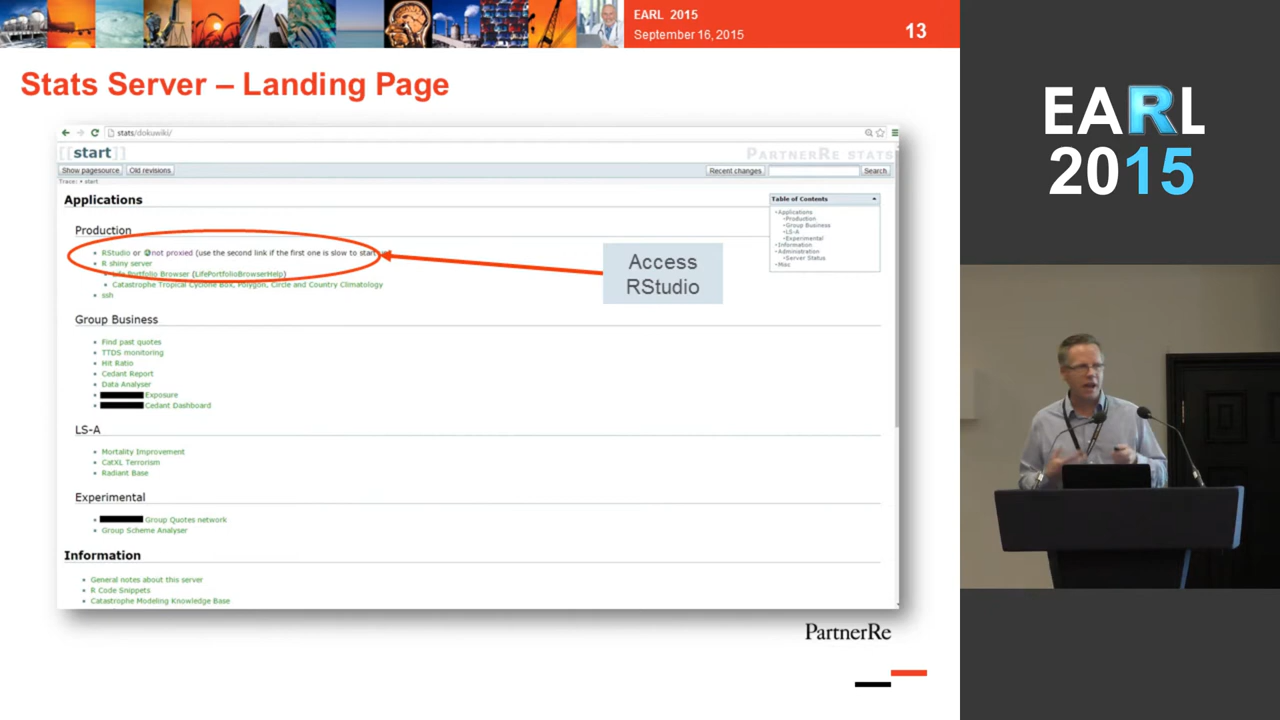 EARL 2015
September 16, 2015
13
Stats Server – Landing Page
EARL
2015
stats/dokuwiki/
[[start]]
PARTNERRE STATS
Show pagesource
Old revisions
Recent changes
Search
Trace: • start
Applications
Production
RStudio or not proxied (use the second link if the first one is slow to start
R shiny server
Life Portfolio Browser (LifePortfolioBrowserHelp)
Catastrophe Tropical Cyclone Box, Polygon, Circle and Country Climatology
ssh
Table of Contents
Applications
Production
Group Business
LS-A
Experimental
Information
Administration
Server Status
Misc
Access
RStudio
Group Business
Find past quotes
TTDS monitoring
Hit Ratio
Cedant Report
Data Analyser
Exposure
Cedant Dashboard
LS-A
Mortality Improvement
CatXL Terrorism
Radiant Base
Experimental
Group Quotes network
Group Scheme Analyser
Information
General notes about this server
R Code Snippets
Catastrophe Modeling Knowledge Base
PartnerRe